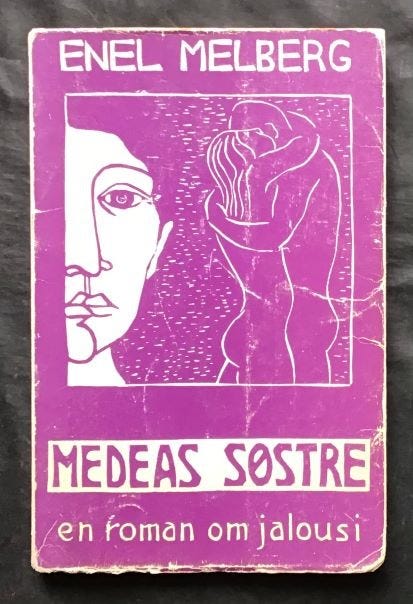 ENEL MELBERG
MEDEAS SØSTRE
en roman om jalousi